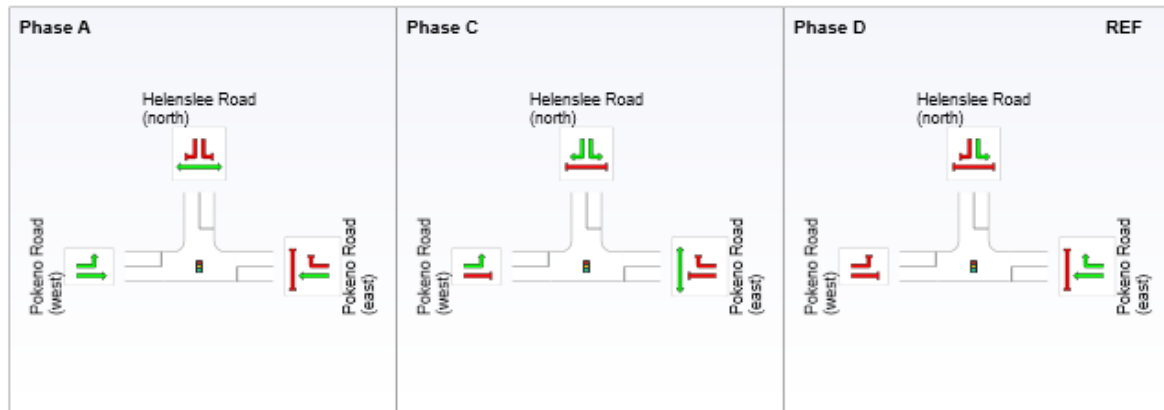 Phase A
Helenslee Road
(north)
Pokeno Road
(west)
Pokeno Road
(east)
Phase C
Helenslee Road
(north)
Pokeno Road
(west)
Pokeno Road
(east)
Phase D
REF
Helenslee Road
(north)
Pokeno Road
(west)
Pokeno Road
(east)